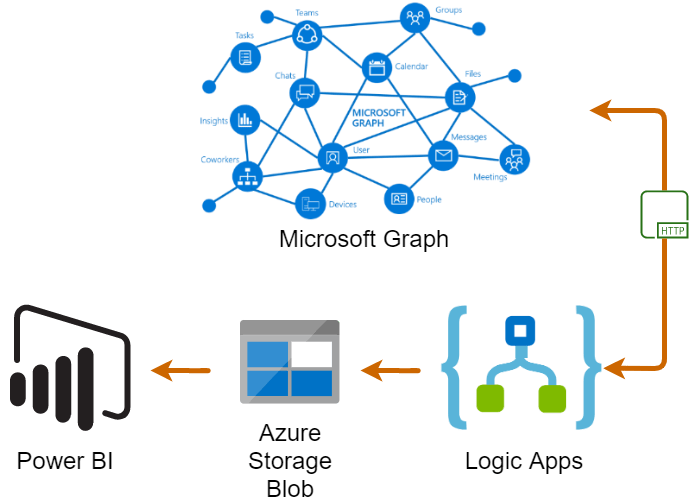 Teams
Groups
Tasks
Calendar
Chats
Files
MICROSOFT
GRAPH
Insights
Messages
User
Coworkers
Meetings
Devices
People
Microsoft Graph
HTTP
Power BI
Azure
Storage
Blob
Logic Apps